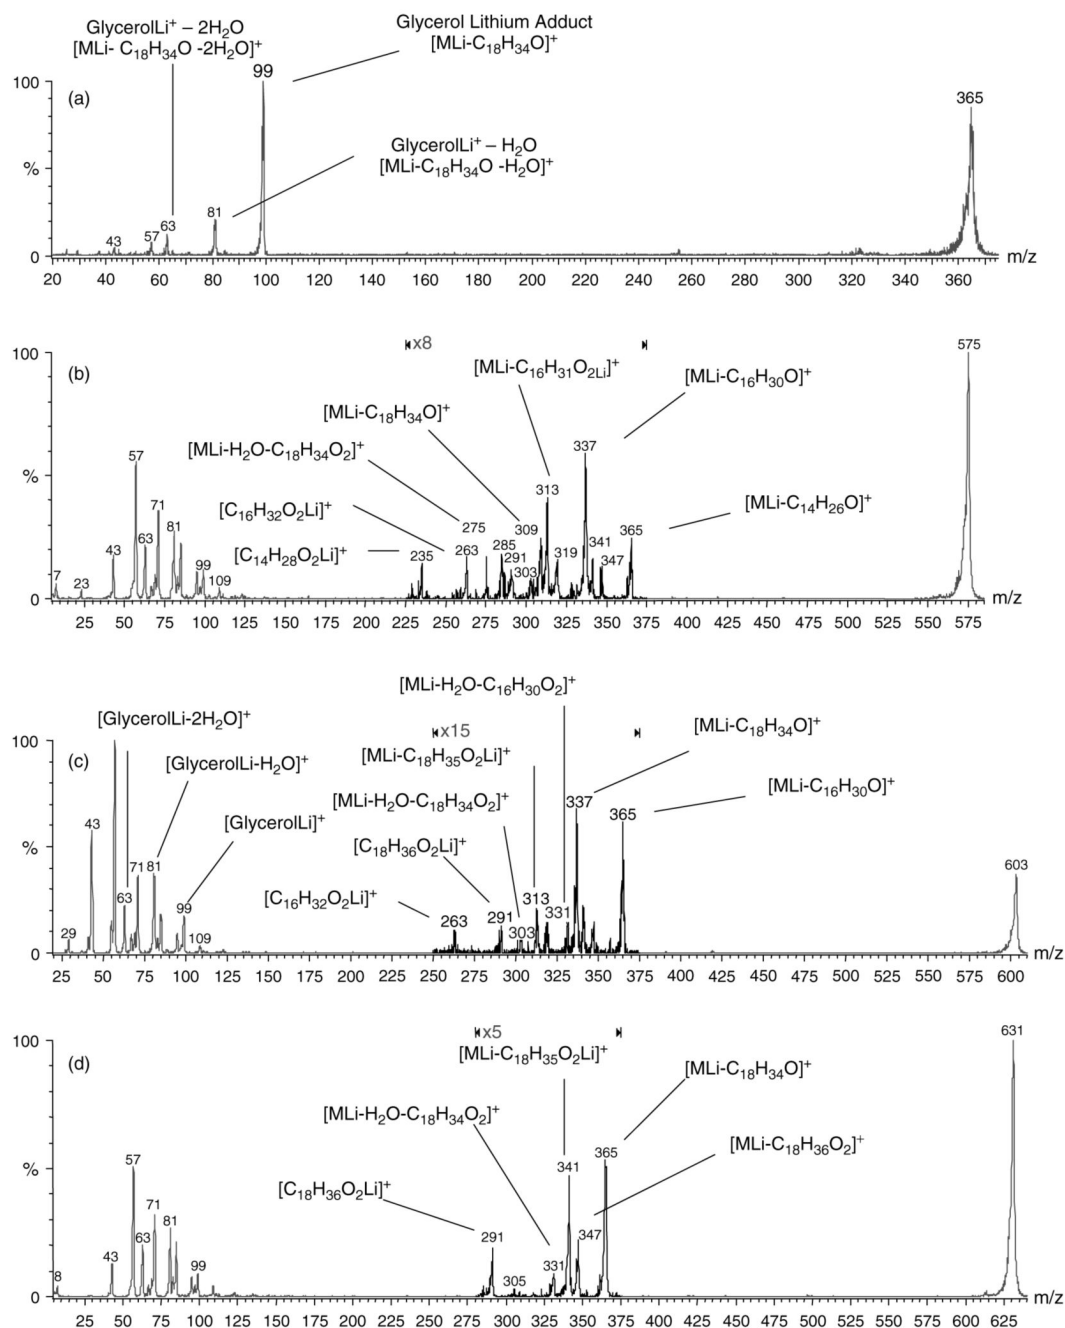 GlycerolLi⁺ – 2H₂O
[MLi- C₁₈H₃₄O -2H₂O]⁺
Glycerol Lithium Adduct
[MLi-C₁₈H₃₄O]⁺
99
100
(a)
365
GlycerolLi⁺ – H₂O
[MLi-C₁₈H₃₄O -H₂O]⁺
%
81
63
57
43
0
m/z
20 40 60 80 100 120 140 160 180 200 220 240 260 280 300 320 340 360
x8
575
100
(b)
[MLi-C₁₆H₃₁O₂Li]⁺
[MLi-C₁₆H₃₀O]⁺
[MLi-C₁₈H₃₄O]⁺
[MLi-H₂O-C₁₈H₃₄O₂]⁺
57
337
%
313
71
[C₁₆H₃₂O₂Li]⁺
[MLi-C₁₄H₂₆O]⁺
275 309 365
63 81
[C₁₄H₂₈O₂Li]⁺
43 235 263 285 341
291 319 347
7 23 99 109 303
0
25 50 75 100 125 150 175 200 225 250 275 300 325 350 375 400 425 450 475 500 525 550 575
m/z
[MLi-H₂O-C₁₆H₃₀O₂]⁺
[GlycerolLi-2H₂O]⁺
x15
[MLi-C₁₈H₃₄O]⁺
100
(c)
[MLi-C₁₈H₃₅O₂Li]⁺
[GlycerolLi-H₂O]⁺
[MLi-C₁₆H₃₀O]⁺
[MLi-H₂O-C₁₈H₃₄O₂]⁺
337
43
[GlycerolLi]⁺
365
%
[C₁₈H₃₆O₂Li]⁺
71 81
603
[C₁₆H₃₂O₂Li]⁺
63 99 313
29 109 263 291 303 331
0
25 50 75 100 125 150 175 200 225 250 275 300 325 350 375 400 425 450 475 500 525 550 575 600
m/z
x5
631
100
(d)
[MLi-C₁₈H₃₅O₂Li]⁺
[MLi-C₁₈H₃₄O]⁺
[MLi-H₂O-C₁₈H₃₄O₂]⁺
[MLi-C₁₈H₃₆O₂]⁺
57
341 365
%
[C₁₈H₃₆O₂Li]⁺
71
81
63 291 347
43
8 99 305 331
0
25 50 75 100 125 150 175 200 225 250 275 300 325 350 375 400 425 450 475 500 525 550 575 600 625
m/z